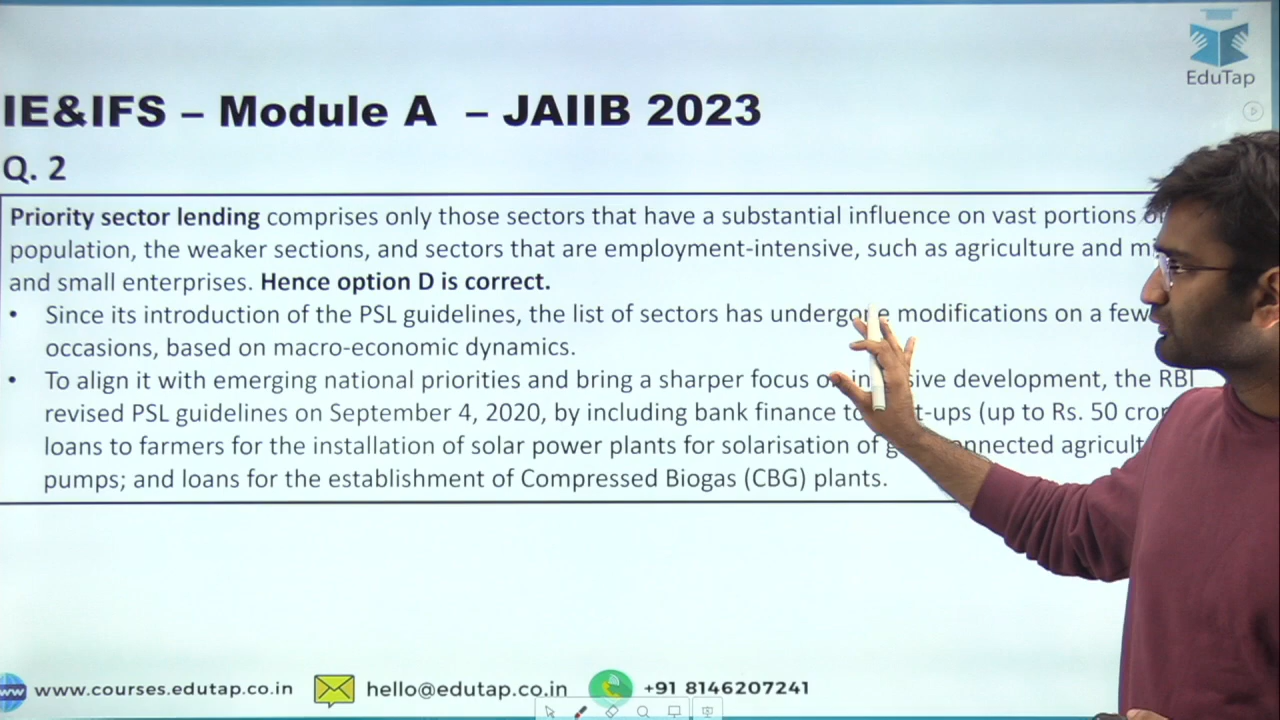 EduTap
IE&IFS – Module A – JAIIB 2023
Q. 2
Priority sector lending comprises only those sectors that have a substantial influence on vast portions
population, the weaker sections, and sectors that are employment-intensive, such as agriculture and
and small enterprises. Hence option D is correct.
• Since its introduction of the PSL guidelines, the list of sectors has undergone modifications on a few
occasions, based on macro-economic dynamics.
• To align it with emerging national priorities and bring a sharper focus development, the RBI
revised PSL guidelines on September 4, 2020, by including bank finance to (up to Rs. 50
loans to farmers for the installation of solar power plants for solarisation of
pumps; and loans for the establishment of Compressed Biogas (CBG) plants.
www.courses.edutap.co.in hello@edutap.co.in +91 8146207241